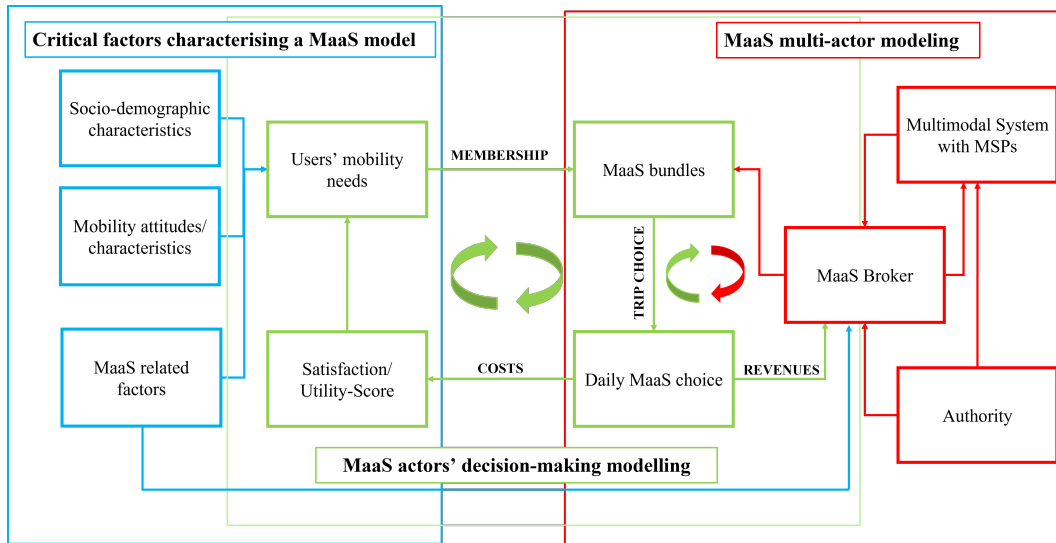 Critical factors characterising a MaaS model
MaaS multi-actor modeling
Socio-demographic
characteristics
Mobility attitudes/
characteristics
MaaS related
factors
Users' mobility
needs
Satisfaction/
Utility-Score
MEMBERSHIP
COSTS
MaaS bundles
TRIP CHOICE
Daily MaaS choice
REVENUES
Multimodal System
with MSPs
MaaS Broker
Authority
MaaS actors' decision-making modelling